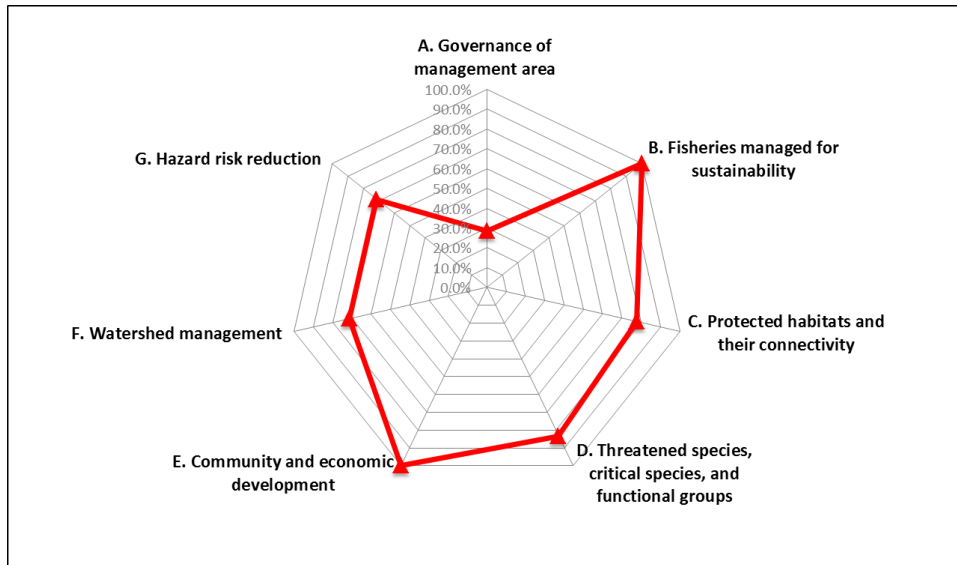 A. Governance of
management area
100.0%
90.0%
80.0%
70.0%
60.0%
50.0%
40.0%
30.0%
20.0%
10.0%
0.0%
B. Fisheries managed for
sustainability
C. Protected habitats and
their connectivity
D. Threatened species,
critical species, and
functional groups
E. Community and economic
development
F. Watershed management
G. Hazard risk reduction